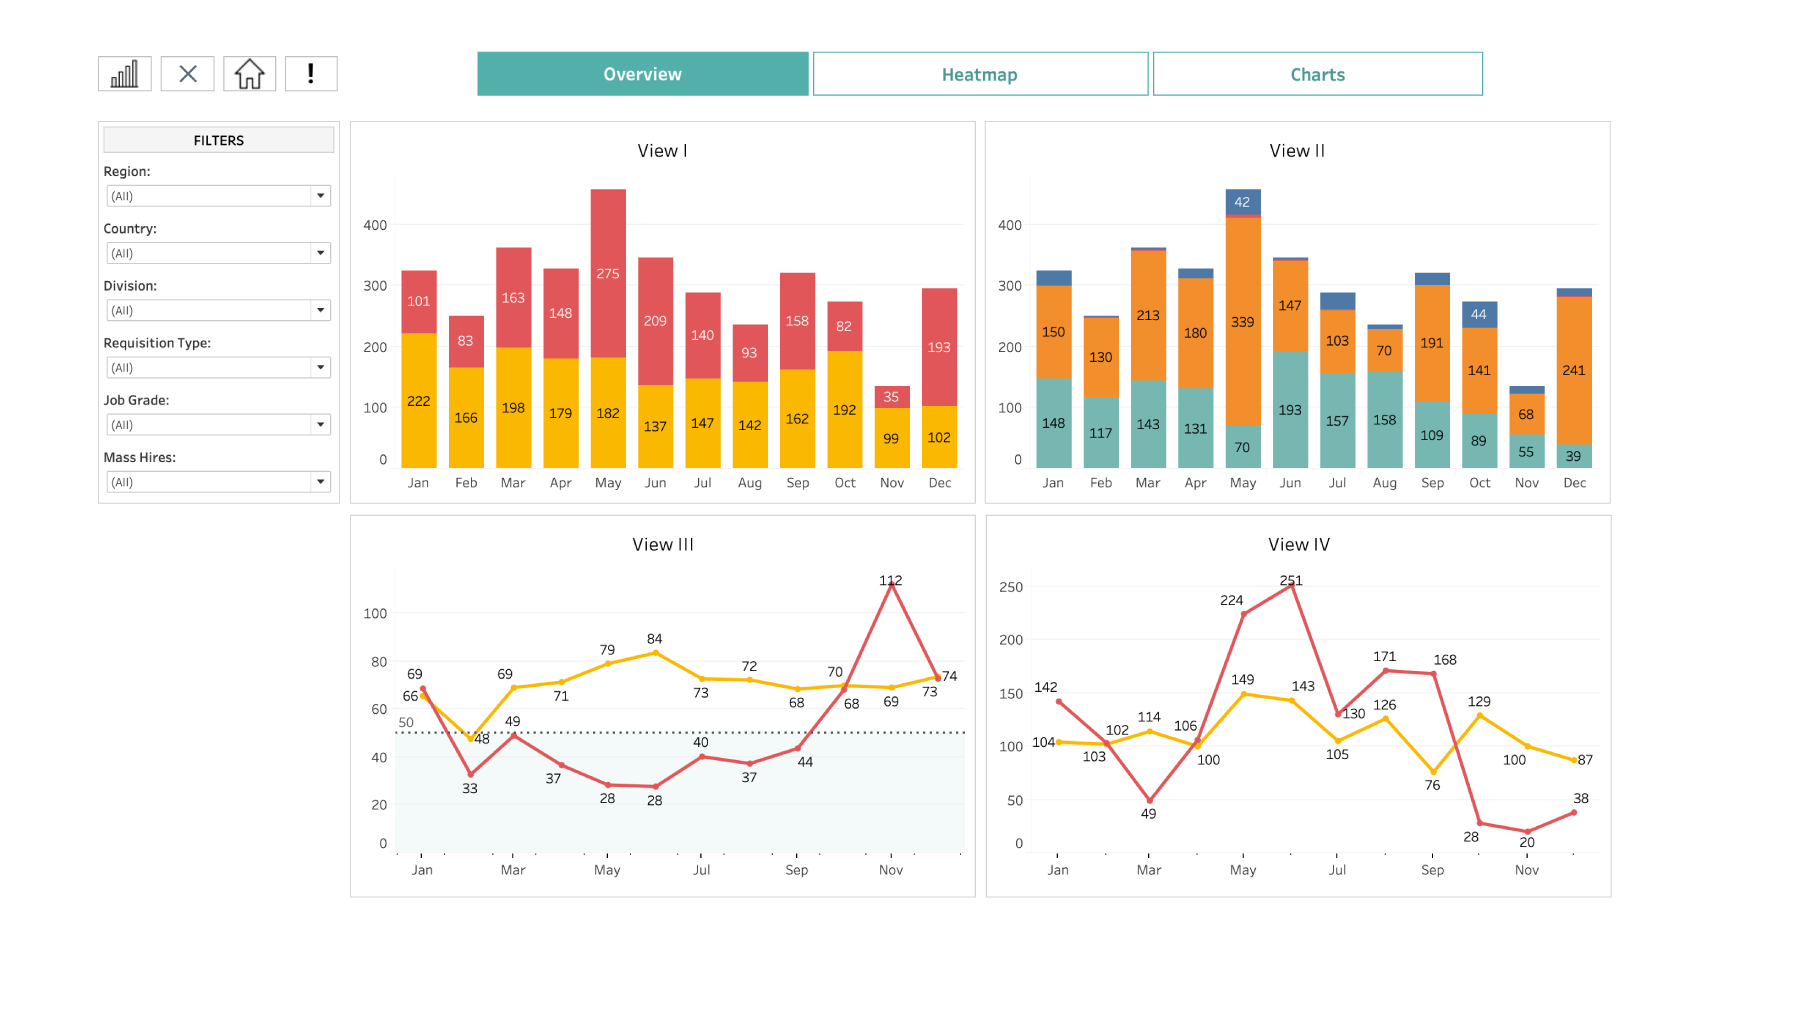 !
Overview Heatmap Charts
FILTERS
Region:
(All)
Country:
(All)
Division:
(All)
Requisition Type:
(All)
Job Grade:
(All)
Mass Hires:
(All)
View I
400
300
200
100
0
101 83 163 148 275 209 140 93 158 82 35 193
222 166 198 179 182 137 147 142 162 192 99 102
Jan Feb Mar Apr May Jun Jul Aug Sep Oct Nov Dec
View II
400
300
200
100
0
42 44
150 130 213 180 339 147 103 70 191 141 68 241
148 117 143 131 70 193 157 158 109 89 55 39
Jan Feb Mar Apr May Jun Jul Aug Sep Oct Nov Dec
View III
100
80
60
40
20
0
50
66 48 69 71 79 84 73 72 68 70 69 74
69 33 49 37 28 28 40 37 44 68 112 73
Jan Mar May Jul Sep Nov
View IV
250
200
150
100
50
0
142 103 49 106 224 251 130 171 168 28 20 38
104 102 114 100 149 143 105 126 76 129 100 87
Jan Mar May Jul Sep Nov